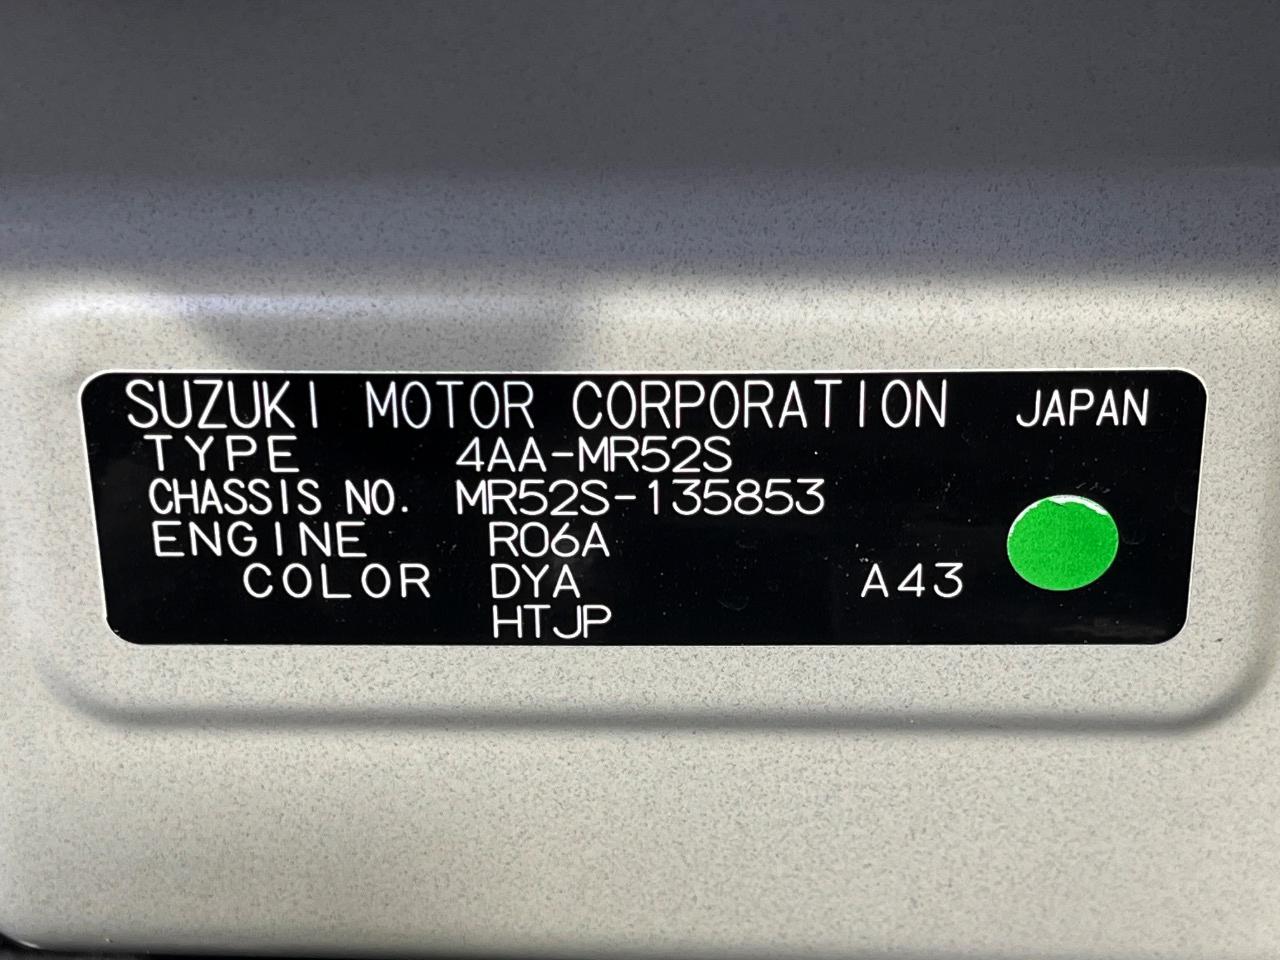 SUZUKI MOTOR CORPORATION JAPAN
TYPE 4AA-MR52S
CHASSIS NO. MR52S-135853
ENGINE R06A
COLOR DYA A43
HTJP